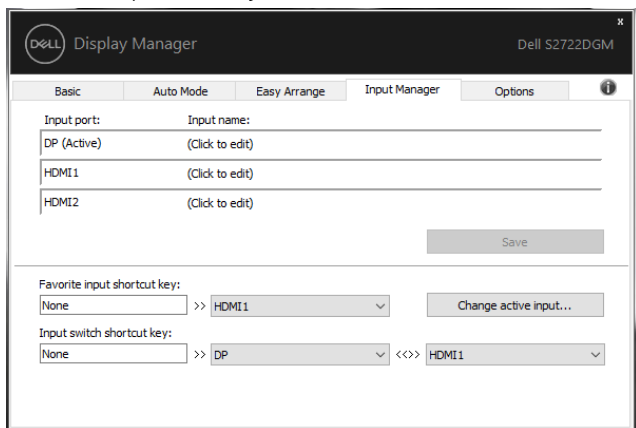 x
DELL Display Manager Dell S2722DGM
Basic Auto Mode Easy Arrange Input Manager Options i
Input port: Input name:
DP (Active) (Click to edit)
HDMI1 (Click to edit)
HDMI2 (Click to edit)
Save
Favorite input shortcut key:
None >> HDMI1 Change active input...
Input switch shortcut key:
None >> DP <<>> HDMI1